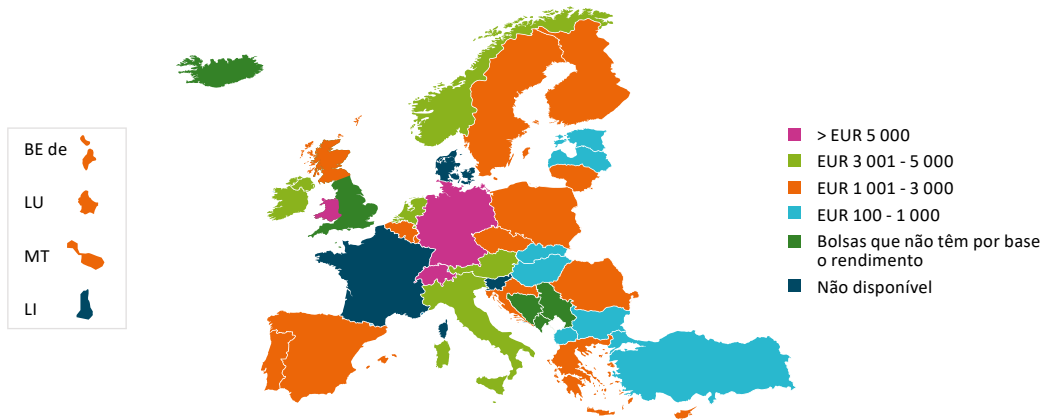 BE de
LU
MT
LI
> EUR 5 000
EUR 3 001 - 5 000
EUR 1 001 - 3 000
EUR 100 - 1 000
Bolsas que não têm por base
o rendimento
Não disponível